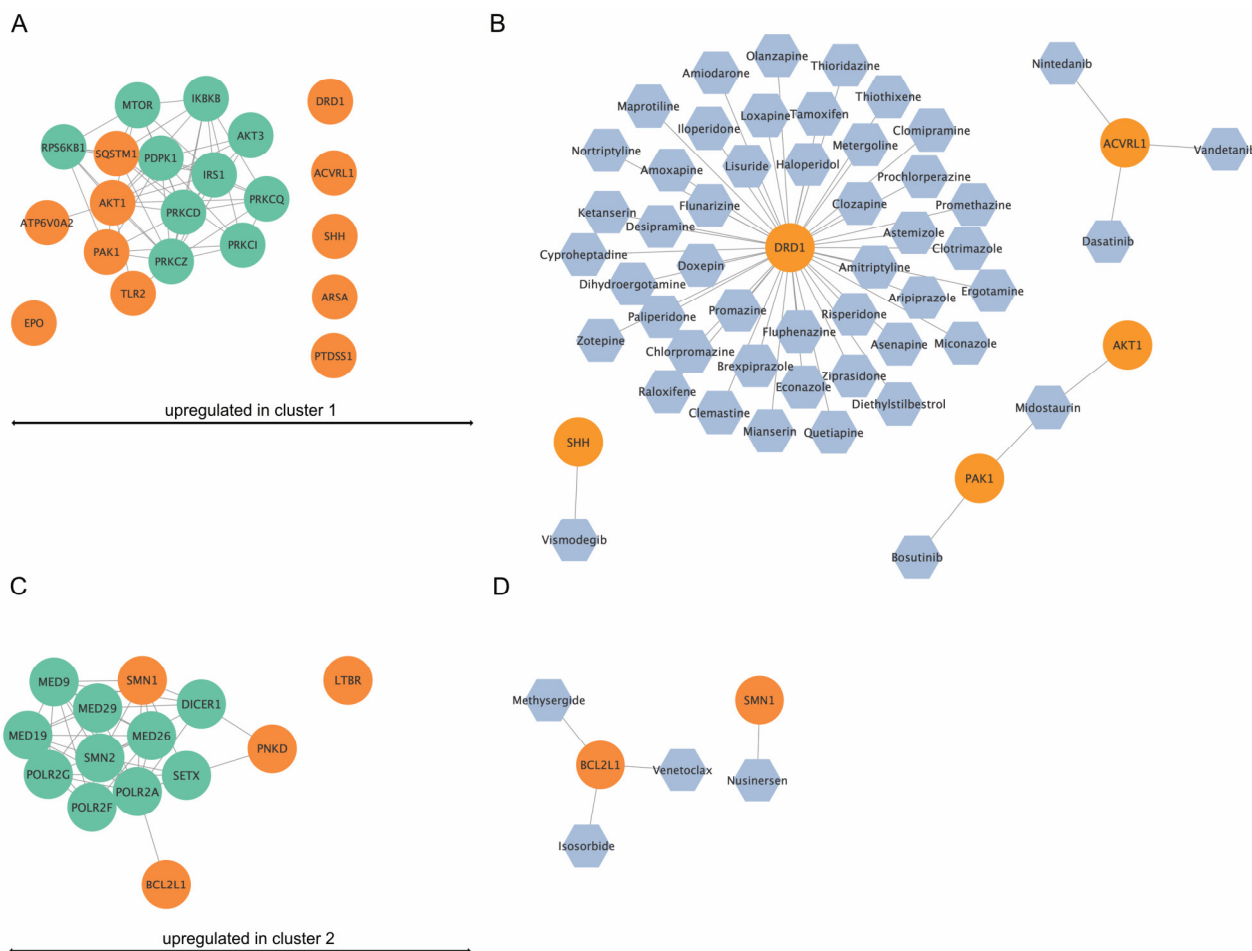 A
IKBKB
MTOR
DRD1
AKT3
RPS6KB1
SQSTM1
PDPK1
IRS1
ACVRL1
PRKCQ
AKT1
PRKCD
ATP6V0A2
SHH
PRKCI
PAK1
PRKCZ
TLR2
ARSA
EPO
PTDSS1
upregulated in cluster 1
B
Olanzapine
Thioridazine
Amiodarone
Thiothixene
Maprotiline
Loxapine
Tamoxifen
Iloperidone
Clomipramine
Metergoline
Nortriptyline
Lisuride
Haloperidol
Amoxapine
Prochlorperazine
Flunarizine
Clozapine
Promethazine
Ketanserin
Desipramine
Astemizole
Cyproheptadine
DRD1
Clotrimazole
Doxepin
Amitriptyline
Dihydroergotamine
Ergotamine
Aripiprazole
Paliperidone
Promazine
Risperidone
Zotepine
Fluphenazine
Asenapine
Miconazole
Chlorpromazine
Brexpiprazole
Ziprasidone
Raloxifene
Econazole
Diethylstilbestrol
Clemastine
Mianserin
Quetiapine
Nintedanib
ACVRL1
Vandetanib
Dasatinib
AKT1
Midostaurin
PAK1
Bosutinib
SHH
Vismodegib
C
MED9
SMN1
LTBR
MED29
DICER1
MED19
MED26
PNKD
SMN2
POLR2G
SETX
POLR2A
POLR2F
BCL2L1
upregulated in cluster 2
D
Methysergide
SMN1
BCL2L1
Venetoclax
Nusinersen
Isosorbide